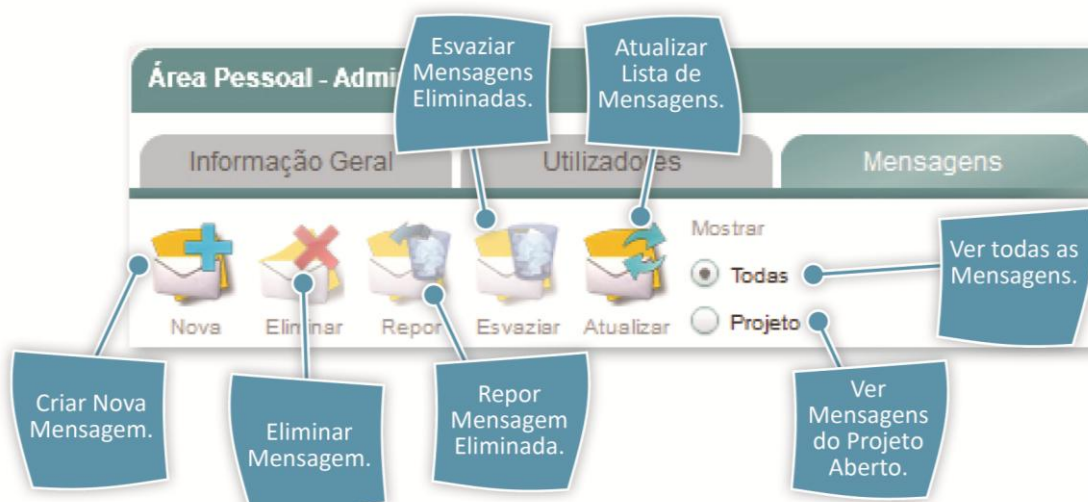 Esvaziar
Mensagens
Eliminadas.
Atualizar
Lista de
Mensagens.
Área Pessoal - Admi
Informação Geral
Utilizadores
Mensagens
Mostrar
Todas
Projeto
Ver todas as
Mensagens.
Nova
Eliminar
Repor
Esvaziar
Atualizar
Criar Nova
Mensagem.
Eliminar
Mensagem.
Repor
Mensagem
Eliminada.
Ver
Mensagens
do Projeto
Aberto.